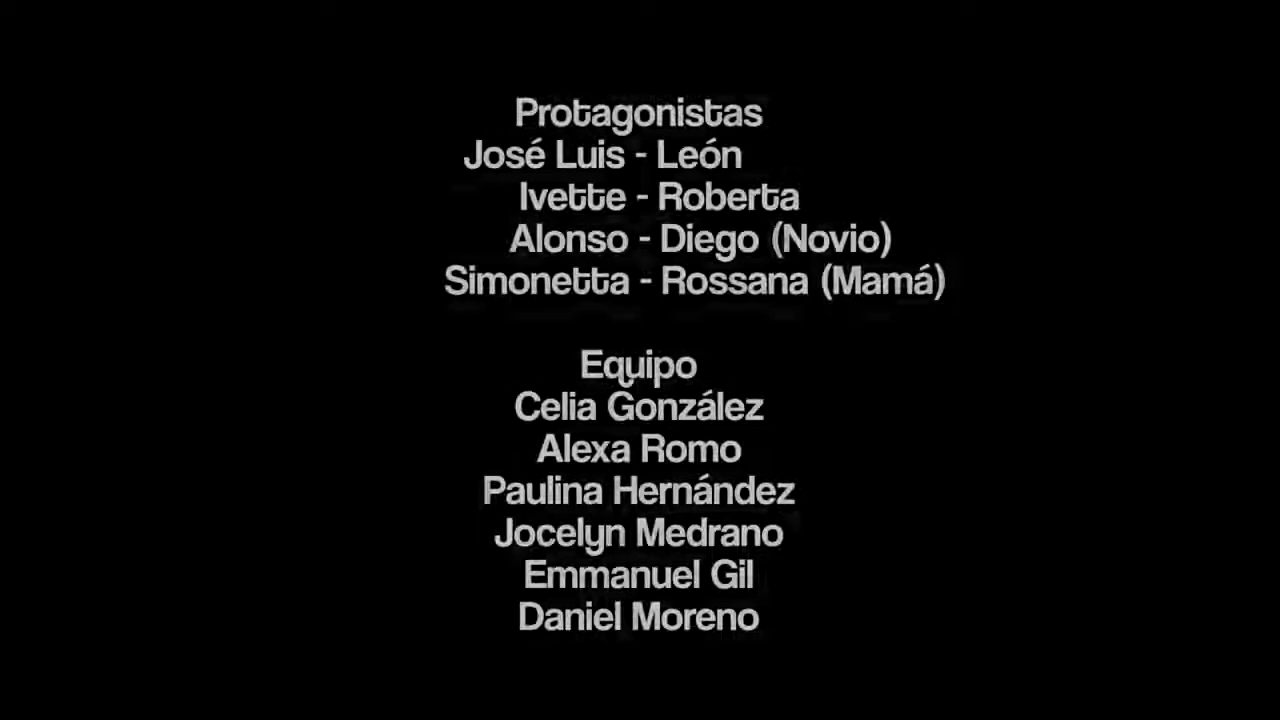 Protagonistas
José Luis - León
Ivette - Roberta
Alonso - Diego (Novio)
Simonetta - Rossana (Mamá)
Equipo
Celia González
Alexa Romo
Paulina Hernández
Jocelyn Medrano
Emmanuel Gil
Daniel Moreno